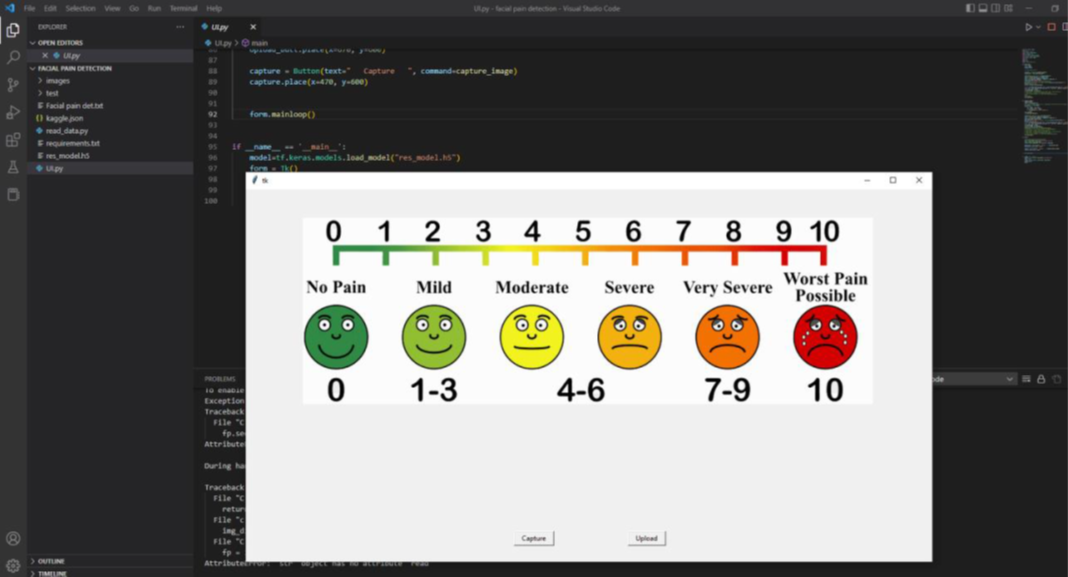 File Edit Selection View Go Run Terminal Help
UI.py - facial pain detection - Visual Studio Code
EXPLORER
OPEN EDITORS
UI.py
FACIAL PAIN DETECTION
images
test
Facial pain det.txt
kaggle.json
read_data.py
requirements.txt
res_model.h5
UI.py
OUTLINE
TIMELINE
UI.py
UI.py > main
87
88 capture = Button(text="   Capture   ", command=capture_image)
89 capture.place(x=470, y=600)
90
91
92 form.mainloop()
93
94
95 if __name__ == '__main__':
96 model=tf.keras.models.load_model("res_model.h5")
97 form = Tk()
98
99
100
tk
0 1 2 3 4 5 6 7 8 9 10
No Pain Mild Moderate Severe Very Severe Worst Pain Possible
0 1-3 4-6 7-9 10
Capture Upload
PROBLEMS
To enable
Exception
Traceback
File "C
fp.se
Attribute
During ha
Traceback
File "C
retur
File "c
img_d
File "C
fp =
AttributeError: 'str' object has no attribute 'read'